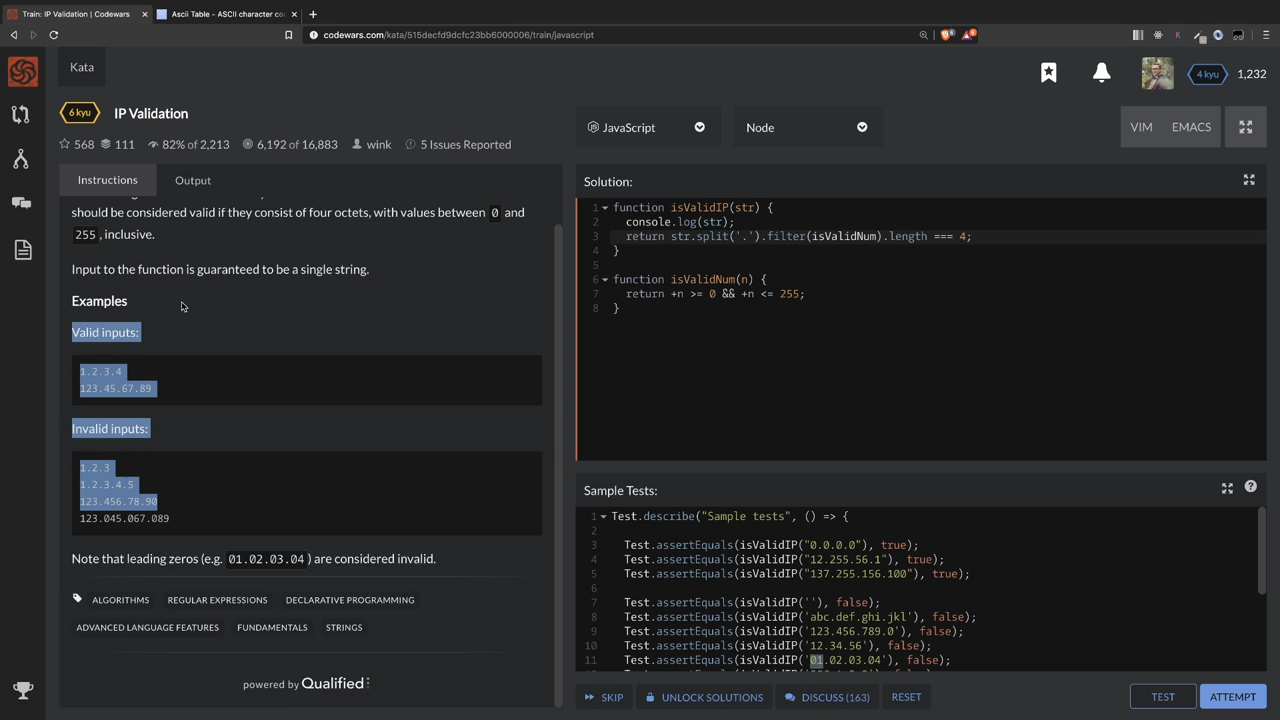 Train: IP Validation | Codewars
Ascii Table - ASCII character co
codewars.com/kata/515decfd9dcfc23bb6000006/train/javascript
Kata
4 kyu
1,232
6 kyu
IP Validation
568
111
82% of 2,213
6,192 of 16,883
wink
5 Issues Reported
Instructions
Output
should be considered valid if they consist of four octets, with values between 0 and
255, inclusive.
Input to the function is guaranteed to be a single string.
Examples
Valid inputs:
1.2.3.4
123.45.67.89
Invalid inputs:
1.2.3
1.2.3.4.5
123.456.78.90
123.045.067.089
Note that leading zeros (e.g. 01.02.03.04) are considered invalid.
ALGORITHMS
REGULAR EXPRESSIONS
DECLARATIVE PROGRAMMING
ADVANCED LANGUAGE FEATURES
FUNDAMENTALS
STRINGS
powered by Qualified
JavaScript
Node
VIM
EMACS
Solution:
1 function isValidIP(str) {
2 console.log(str);
3 return str.split('.').filter(isValidNum).length === 4;
4 }
5
6 function isValidNum(n) {
7 return +n >= 0 && +n <= 255;
8 }
Sample Tests:
1 Test.describe("Sample tests", () => {
2
3 Test.assertEquals(isValidIP("0.0.0.0"), true);
4 Test.assertEquals(isValidIP("12.255.56.1"), true);
5 Test.assertEquals(isValidIP("137.255.156.100"), true);
6
7 Test.assertEquals(isValidIP(''), false);
8 Test.assertEquals(isValidIP('abc.def.ghi.jkl'), false);
9 Test.assertEquals(isValidIP('123.456.789.0'), false);
10 Test.assertEquals(isValidIP('12.34.56'), false);
11 Test.assertEquals(isValidIP('01.02.03.04'), false);
SKIP
UNLOCK SOLUTIONS
DISCUSS (163)
RESET
TEST
ATTEMPT